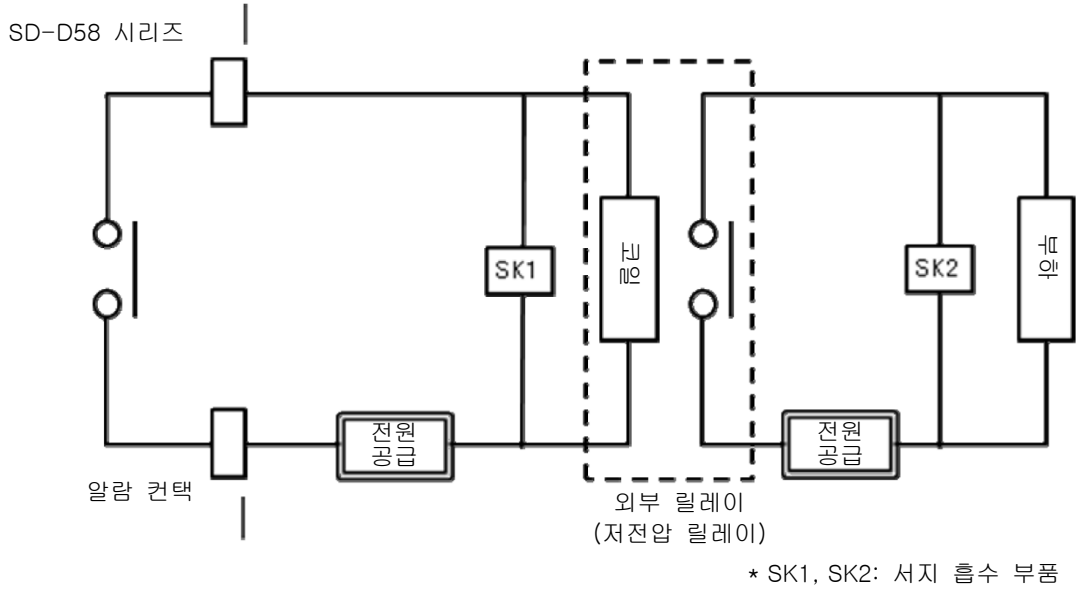 SD-D58 시리즈
SK1
코일
SK2
부하
전원
공급
전원
공급
알람 컨택
외부 릴레이
(저전압 릴레이)
* SK1, SK2: 서지 흡수 부품